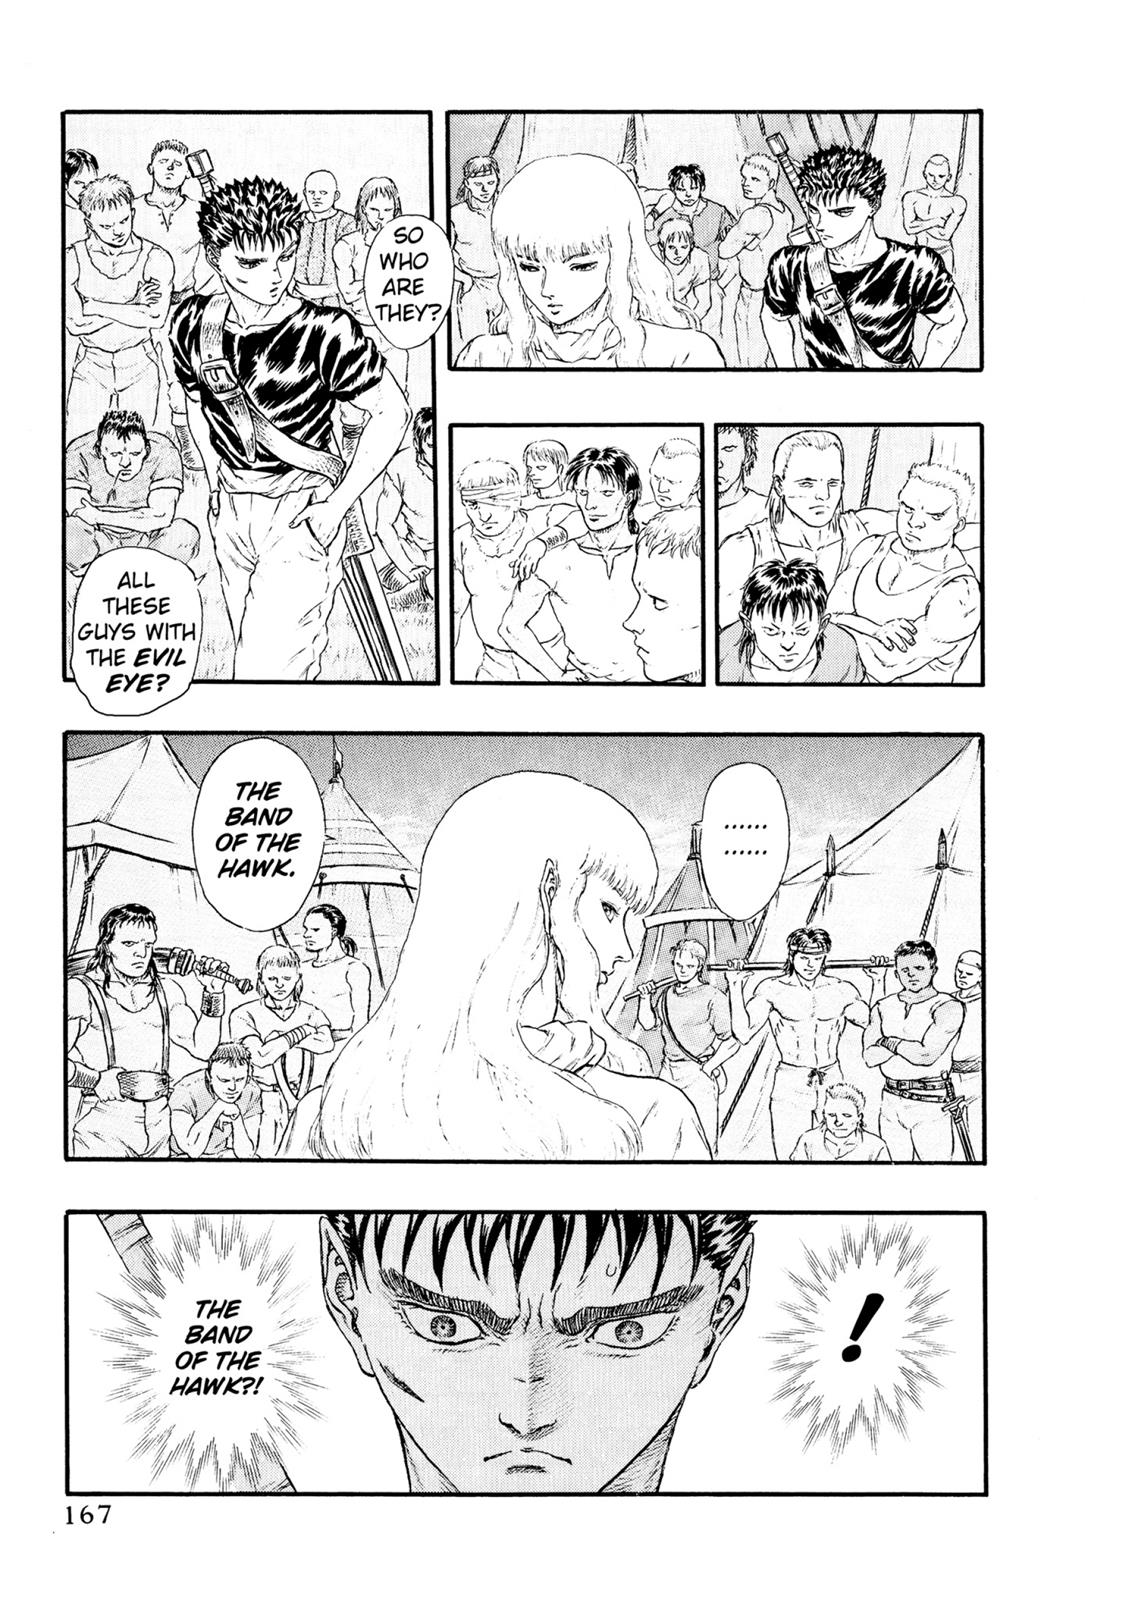 SO
WHO
ARE
THEY?
ALL
THESE
GUYS WITH
THE EVIL
EYE?
......
......
THE
BAND
OF THE
HAWK.
!
THE
BAND
OF THE
HAWK?!
167